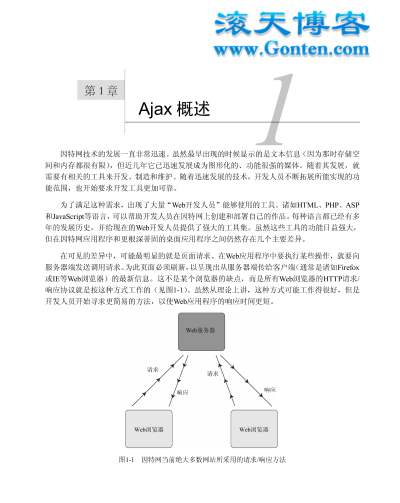 滚天博客
www.Gonten.com
第 1 章
1
Ajax 概述
因特网技术的发展一直非常迅速。虽然最早出现的时候显示的是文本信息（因为那时存储空
间和内存都很有限），但近几年它已迅速发展成为图形化的、功能很强的媒体。随着其发展，就
需要有相关的工具来开发、制造和维护。随着迅速发展的技术，开发人员不断拓展所能实现的功
能范围，也开始要求开发工具更加可靠。
为了满足这种需求，出现了大量“Web开发人员”能够使用的工具。诸如HTML、PHP、ASP
和JavaScript等语言，可以帮助开发人员在因特网上创建和部署自己的作品。每种语言都已经有多
年的发展历史，并给现在的Web开发人员提供了强大的工具集。虽然这些工具的功能日益强大，
但在因特网应用程序和更根深蒂固的桌面应用程序之间仍然存在几个主要差异。
在可见的差异中，可能最明显的就是页面请求。在Web应用程序中要执行某些操作，就要向
服务器端发送调用请求。为此页面必须刷新，以呈现出从服务器端传给客户端（通常是诸如Firefox
或IE等Web浏览器）的最新信息。这不是某个浏览器的缺点，而是所有Web浏览器的HTTP请求/
响应协议就是按这种方式工作的（见图1-1）。虽然从理论上讲，这种方式可能工作得很好，但是
开发人员开始寻求更简易的方法，以使Web应用程序的响应时间更短。
Web服务器
请求
请求
响应
响应
Web浏览器
Web浏览器
图1-1 因特网当前绝大多数网站所采用的请求/响应方法